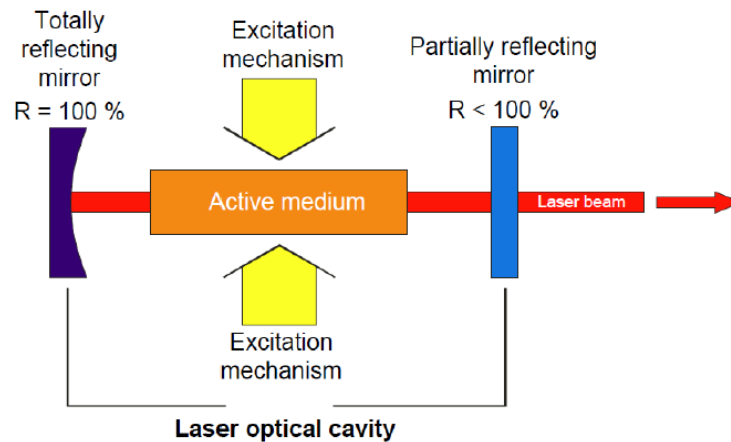 Totally
reflecting
mirror
R = 100 %
Excitation
mechanism
Partially reflecting
mirror
R < 100 %
Active medium
Laser beam
Excitation
mechanism
Laser optical cavity